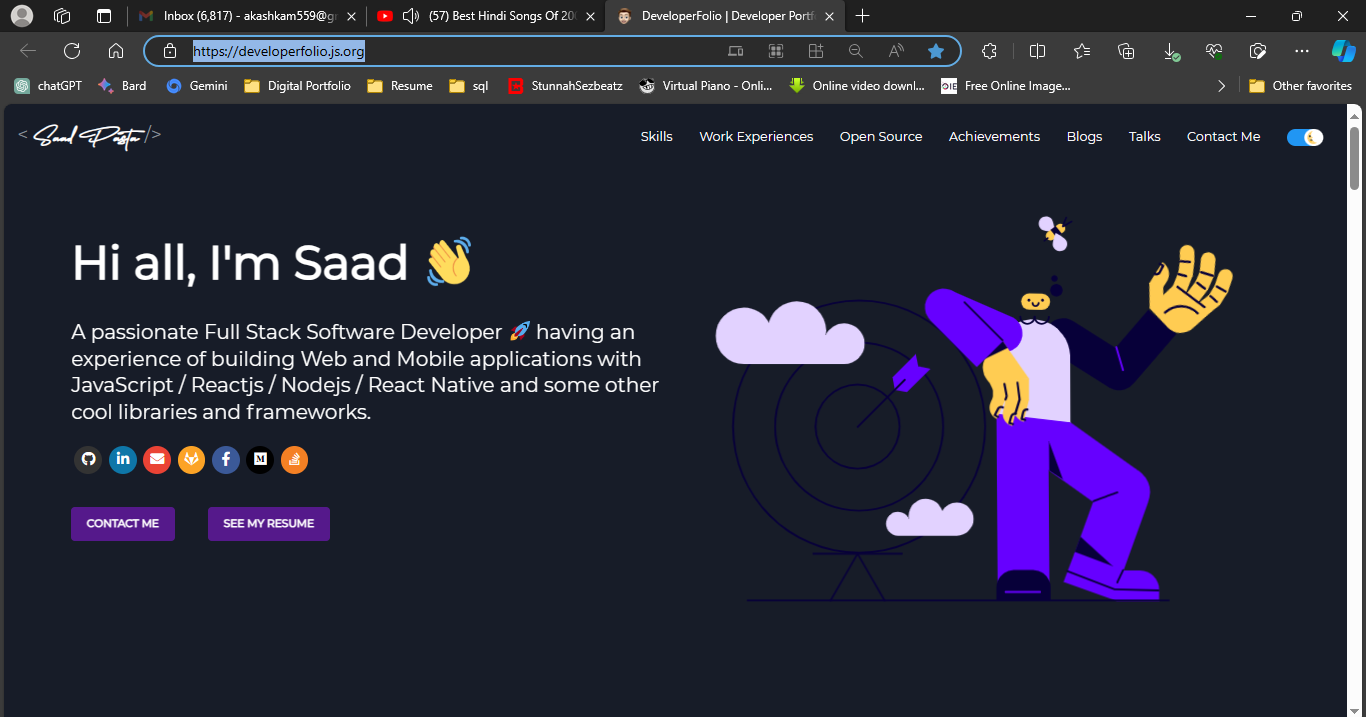 Inbox (6,817) - akashkam559@g
(57) Best Hindi Songs Of 200
DeveloperFolio | Developer Portf
https://developerfolio.js.org
chatGPT
Bard
Gemini
Digital Portfolio
Resume
sql
StunnahSezbeatz
Virtual Piano - Onli...
Online video downl...
OIE
Free Online Image...
Other favorites
< Saad Pasta />
Skills
Work Experiences
Open Source
Achievements
Blogs
Talks
Contact Me
Hi all, I'm Saad 👋
A passionate Full Stack Software Developer 🚀 having an
experience of building Web and Mobile applications with
JavaScript / Reactjs / Nodejs / React Native and some other
cool libraries and frameworks.
CONTACT ME
SEE MY RESUME